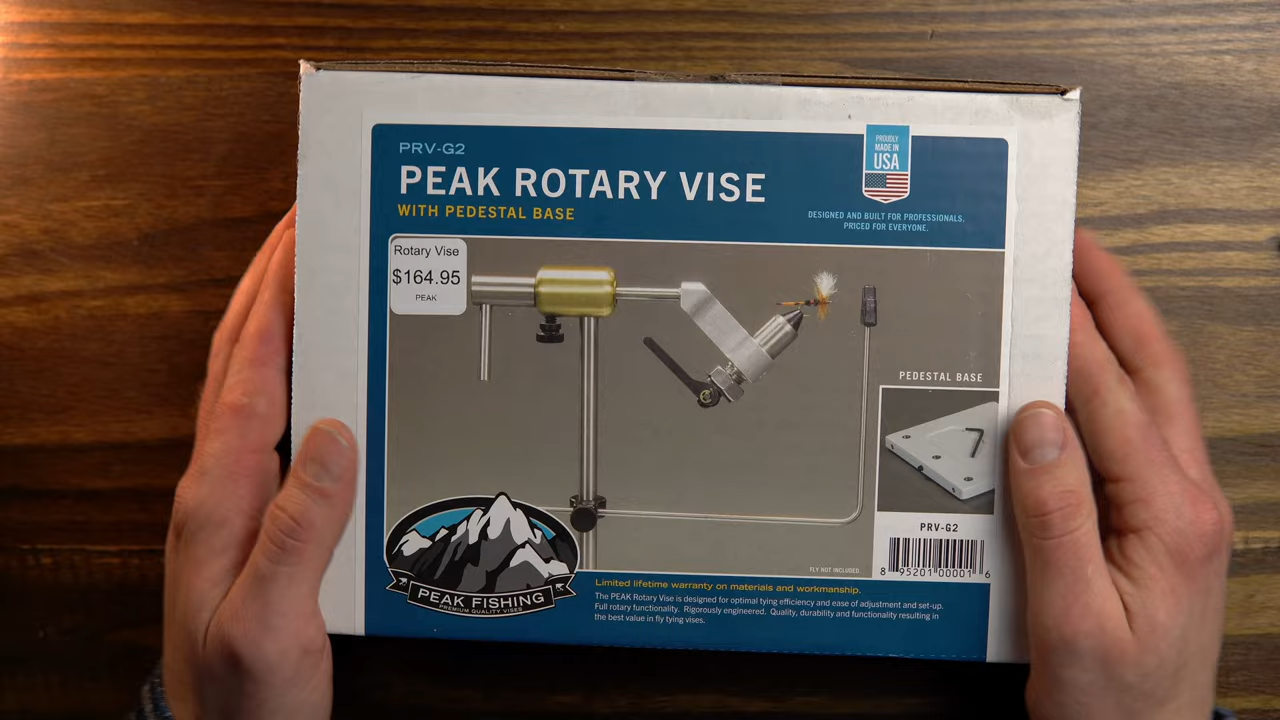 PRV-G2
PEAK ROTARY VISE
WITH PEDESTAL BASE
PROUDLY
MADE IN
USA
DESIGNED AND BUILT FOR PROFESSIONALS.
PRICED FOR EVERYONE.
Rotary Vise
$164.95
PEAK
PEDESTAL BASE
PRV-G2
8 95201 00001 6
FLY NOT INCLUDED.
PEAK FISHING
PREMIUM QUALITY VISES
Limited lifetime warranty on materials and workmanship.
The PEAK Rotary Vise is designed for optimal tying efficiency and ease of adjustment and set-up.
Full rotary functionality. Rigorously engineered. Quality, durability and functionality resulting in
the best value in fly tying vises.